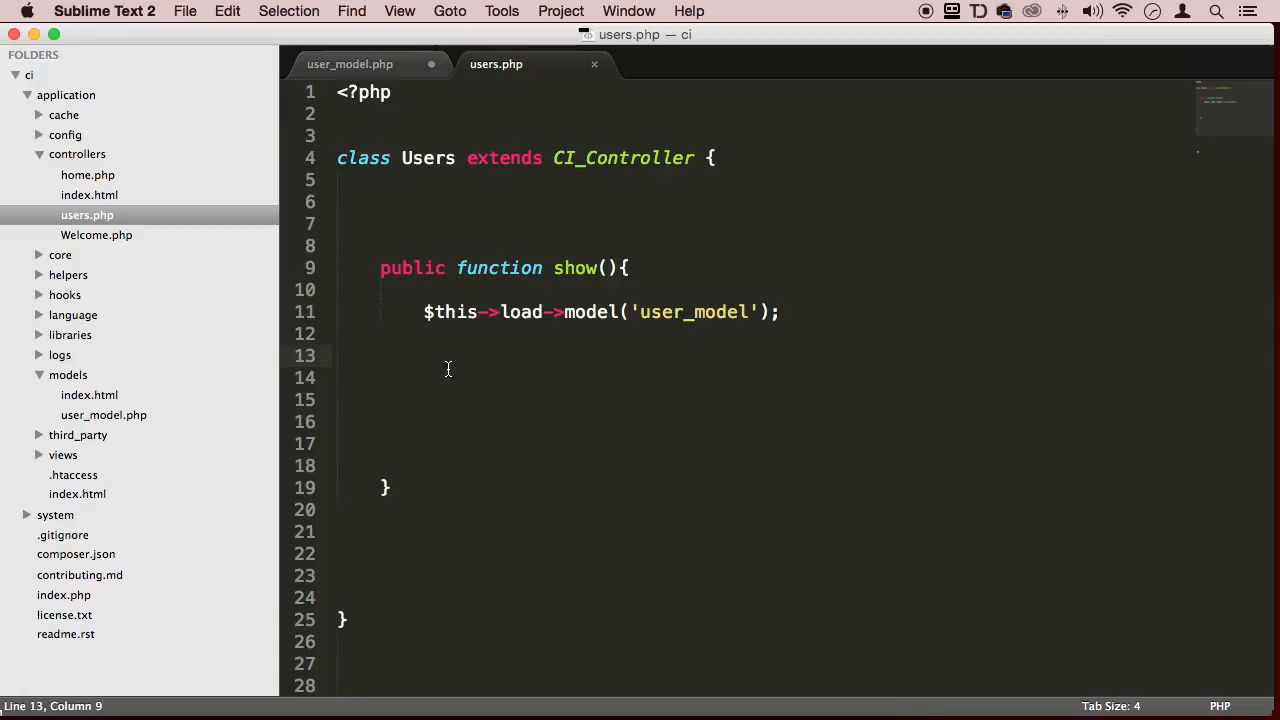 Sublime Text 2 File Edit Selection Find View Goto Tools Project Window Help
users.php — ci
FOLDERS
ci
application
cache
config
controllers
home.php
index.html
users.php
Welcome.php
core
helpers
hooks
language
libraries
logs
models
index.html
user_model.php
third_party
views
.htaccess
index.html
system
.gitignore
composer.json
contributing.md
index.php
license.txt
readme.rst
user_model.php users.php ×
1 <?php
2
3
4 class Users extends CI_Controller {
5
6
7
8
9 public function show(){
10
11 $this->load->model('user_model');
12
13
14
15
16
17
18
19 }
20
21
22
23
24
25 }
26
27
28
Line 13, Column 9 Tab Size: 4 PHP